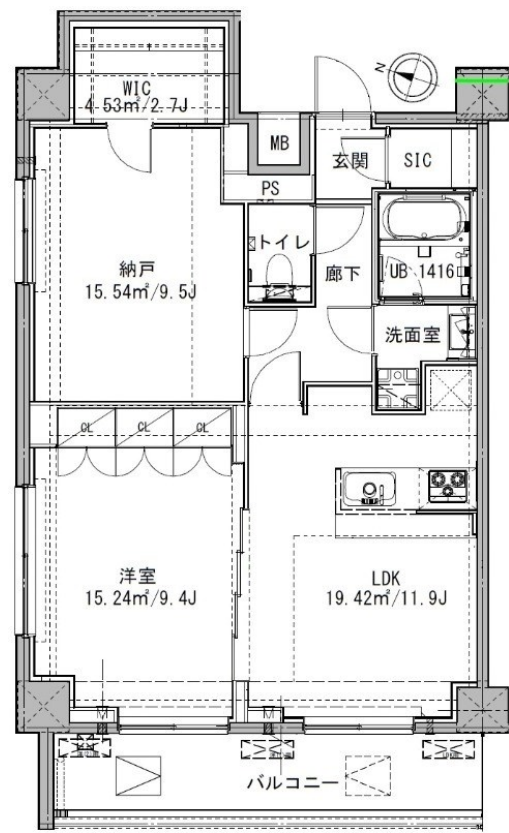 WIC
4.53㎡/2.7J
N
MB
玄関
SIC
PS
トイレ
納戸
15.54㎡/9.5J
廊下
UB 1416
洗面室
CL
CL
CL
洋室
15.24㎡/9.4J
LDK
19.42㎡/11.9J
バルコニー